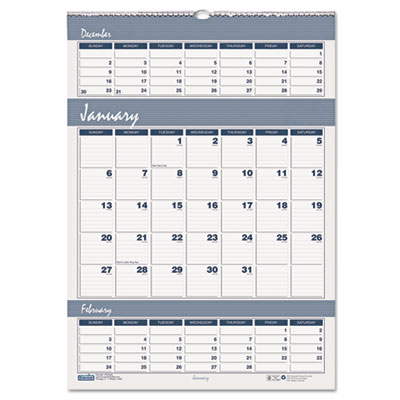 December
SUNDAY MONDAY TUESDAY WEDNESDAY THURSDAY FRIDAY SATURDAY
1
2 3 4 5 6 7 8
9 10 11 12 13 14 15
16 17 18 19 20 21 22
23 30 24 31 25 26 27 28 29
January
SUNDAY MONDAY TUESDAY WEDNESDAY THURSDAY FRIDAY SATURDAY
1 2 3 4 5
New Year's Day
6 7 8 9 10 11 12
13 14 15 16 17 18 19
20 21 22 23 24 25 26
27 28 29 30 31
February
SUNDAY MONDAY TUESDAY WEDNESDAY THURSDAY FRIDAY SATURDAY
1 2
3 4 5 6 7 8 9
10 11 12 13 14 15 16
17 18 19 20 21 22 23
24 25 26 27 28
January